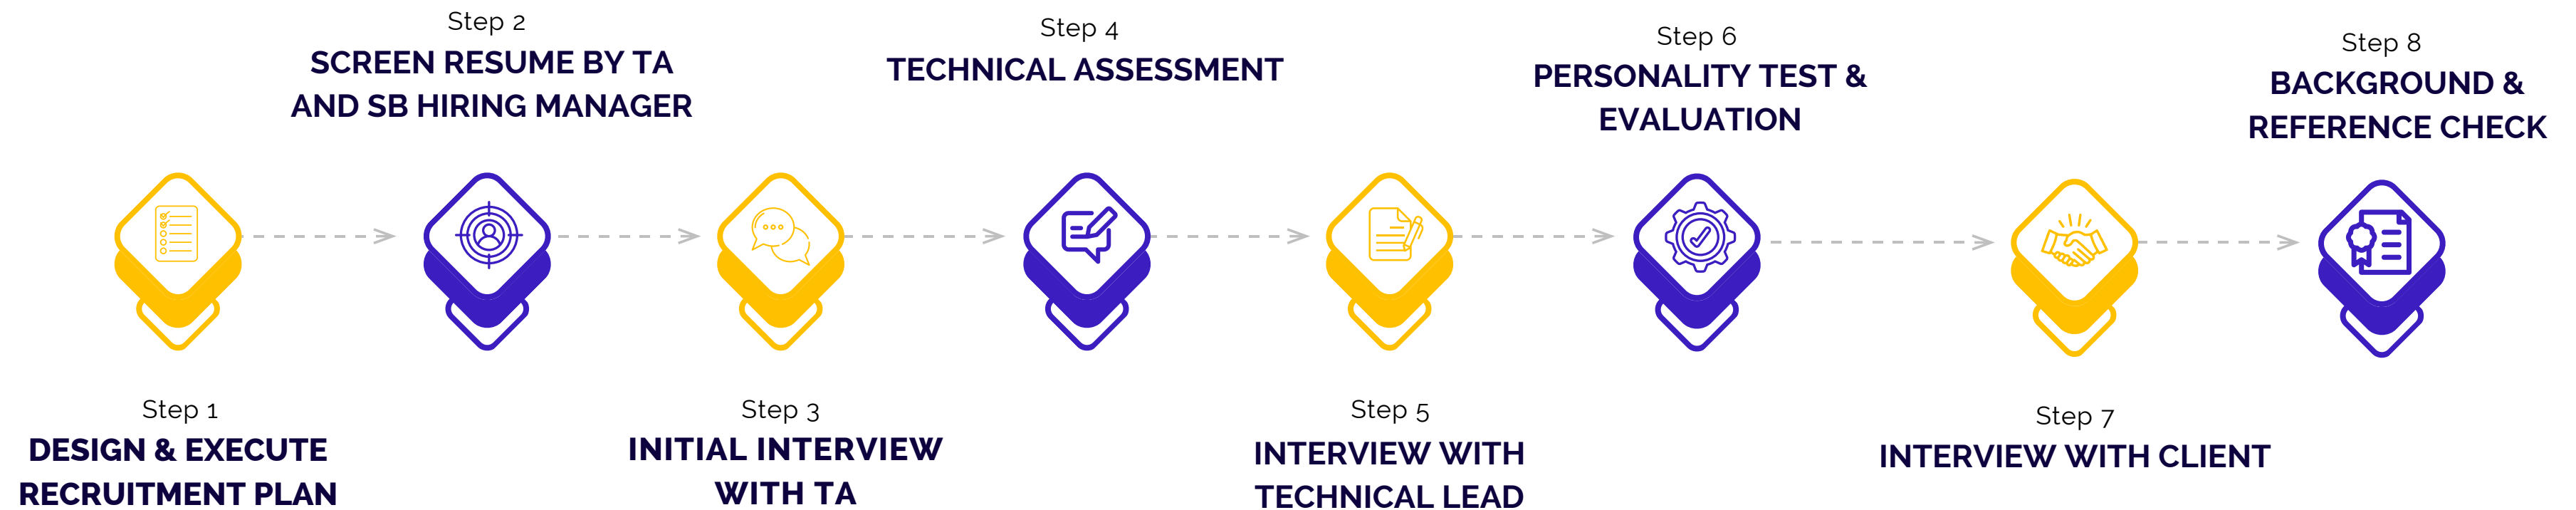 Step 1
DESIGN & EXECUTE
RECRUITMENT PLAN
Step 2
SCREEN RESUME BY TA
AND SB HIRING MANAGER
Step 3
INITIAL INTERVIEW
WITH TA
Step 4
TECHNICAL ASSESSMENT
Step 5
INTERVIEW WITH
TECHNICAL LEAD
Step 6
PERSONALITY TEST &
EVALUATION
Step 7
INTERVIEW WITH CLIENT
Step 8
BACKGROUND &
REFERENCE CHECK